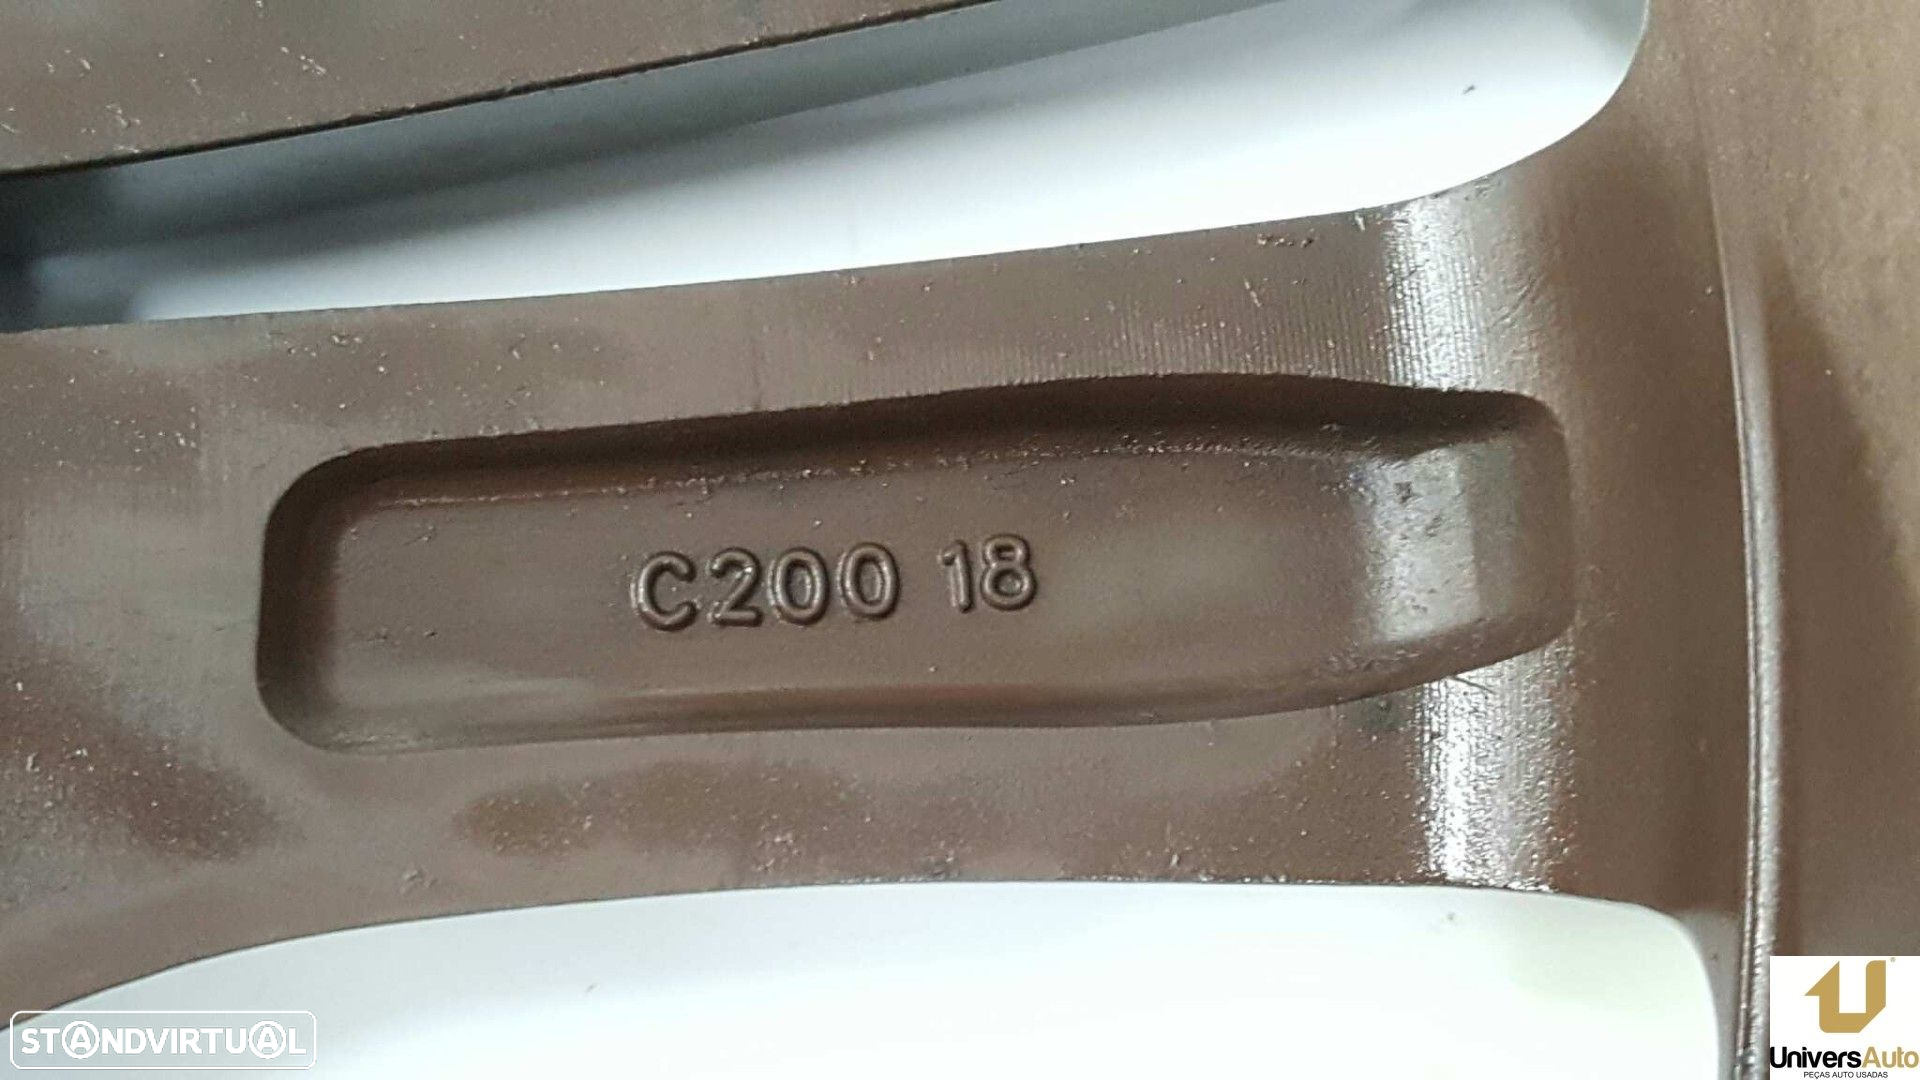 C200 18
STANDVIRTUAL
UniversAuto
PEÇAS AUTO USADAS